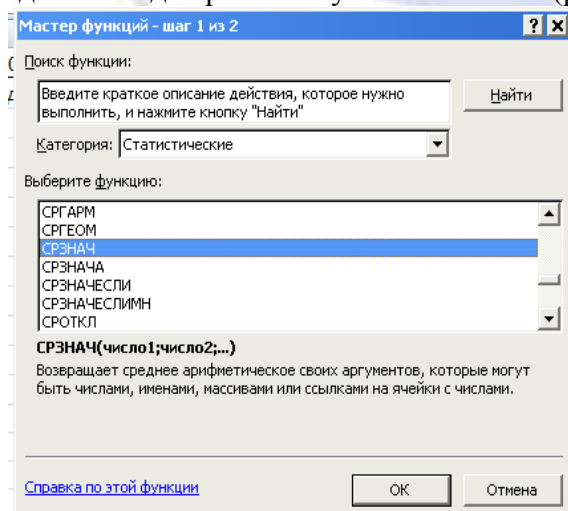 Мастер функций - шаг 1 из 2
Поиск функции:
Введите краткое описание действия, которое нужно
выполнить, и нажмите кнопку "Найти"
Найти
Категория: Статистические
Выберите функцию:
СРГАРМ
СРГЕОМ
СРЗНАЧ
СРЗНАЧА
СРЗНАЧЕСЛИ
СРЗНАЧЕСЛИМН
СРОТКЛ
СРЗНАЧ(число1;число2;...)
Возвращает среднее арифметическое своих аргументов, которые могут
быть числами, именами, массивами или ссылками на ячейки с числами.
Справка по этой функции
ОК
Отмена